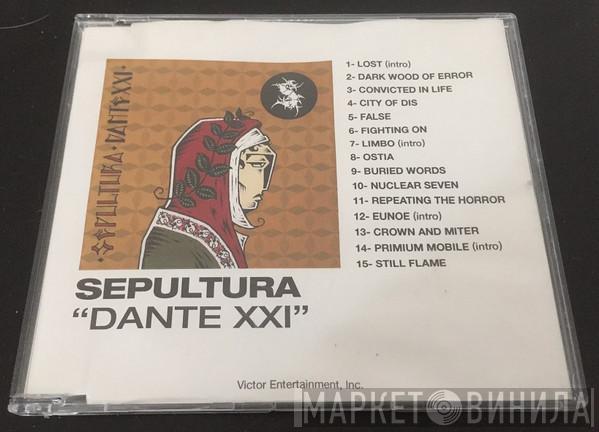 SEPULTURA · DANTE XXI ·
1- LOST (intro)
2- DARK WOOD OF ERROR
3- CONVICTED IN LIFE
4- CITY OF DIS
5- FALSE
6- FIGHTING ON
7- LIMBO (intro)
8- OSTIA
9- BURIED WORDS
10- NUCLEAR SEVEN
11- REPEATING THE HORROR
12- EUNOE (intro)
13- CROWN AND MITER
14- PRIMIUM MOBILE (intro)
15- STILL FLAME
SEPULTURA
“DANTE XXI”
Victor Entertainment, Inc.
МАРКЕТ ВИНИЛА